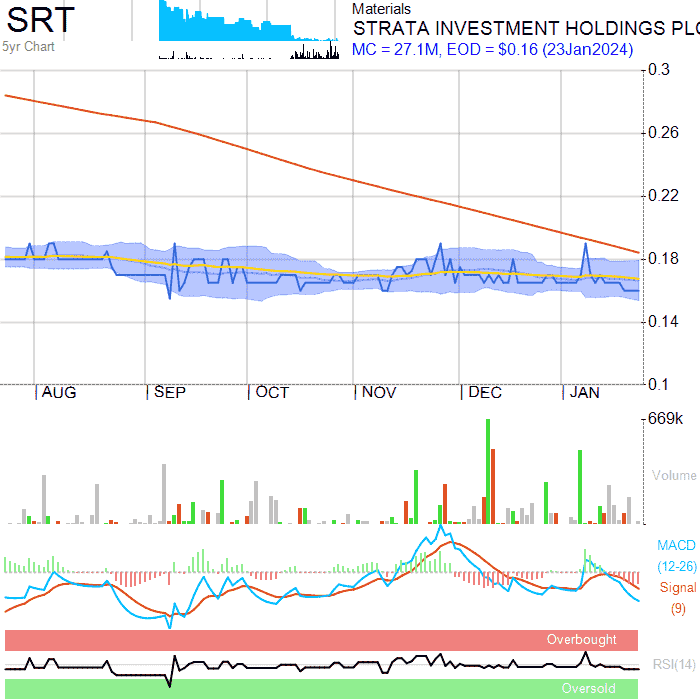 SRT
5yr Chart
Materials
STRATA INVESTMENT HOLDINGS PLC
MC = 27.1M, EOD = $0.16 (23Jan2024)
0.3
0.26
0.22
0.18
0.14
0.1
AUG SEP OCT NOV DEC JAN
669k
Volume
MACD
(12-26)
Signal
(9)
Overbought
RSI(14)
Oversold